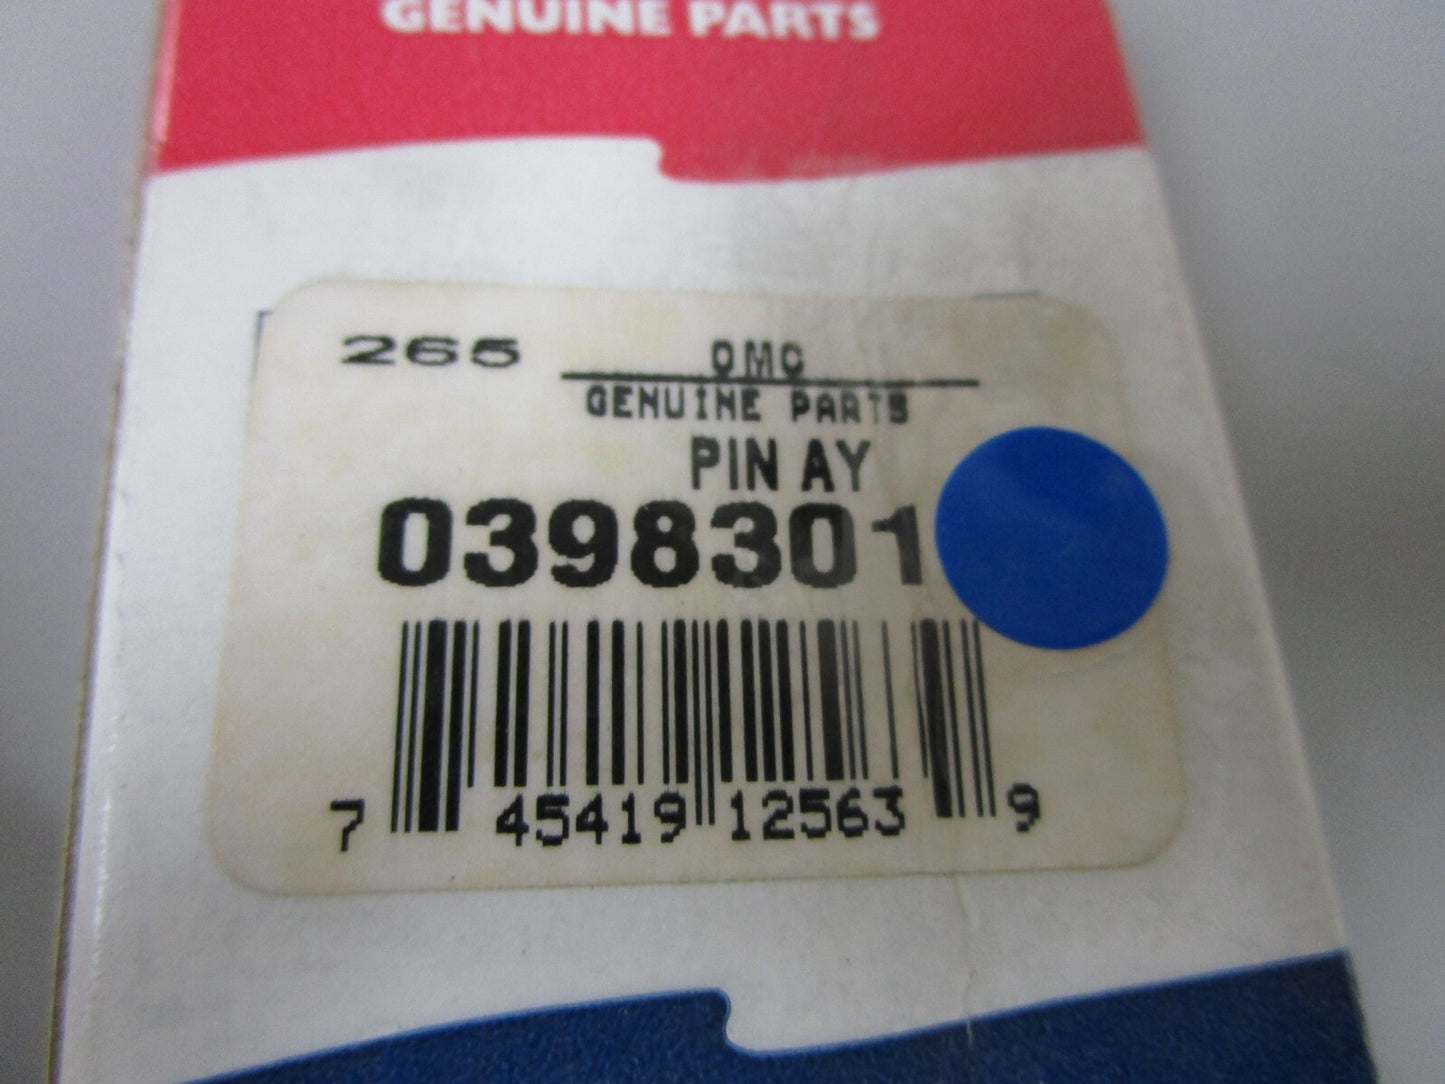 GENUINE PARTS
265 OMC
GENUINE PARTS
PIN AY
0398301
7 45419 12563 9